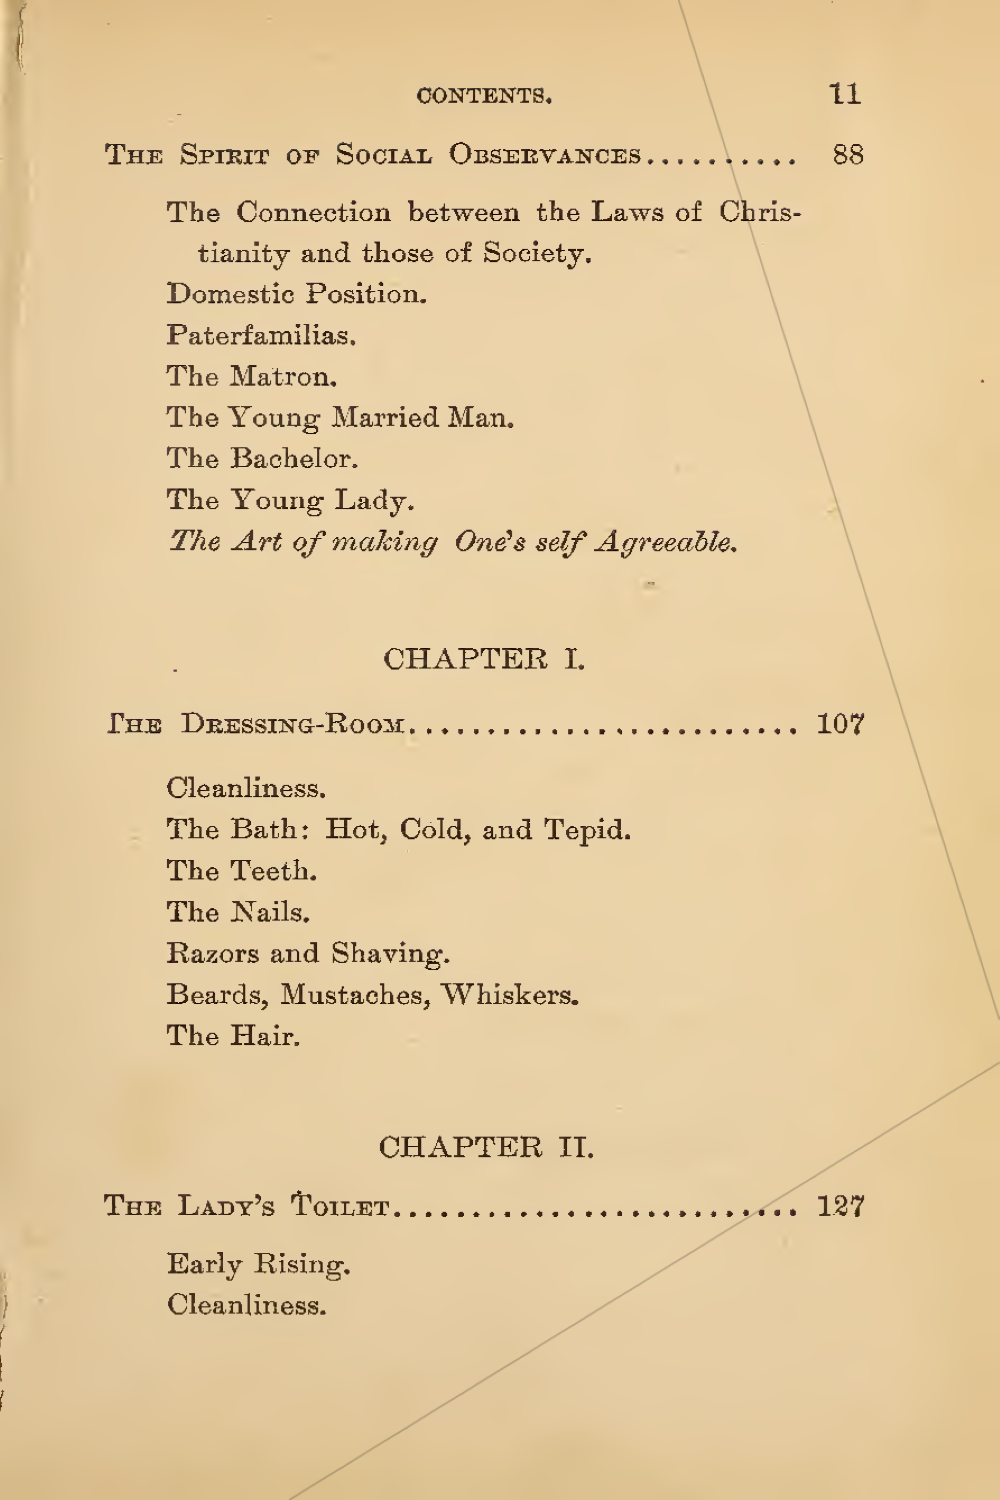 CONTENTS. 11
THE SPIRIT OF SOCIAL OBSERVANCES.......... 88
The Connection between the Laws of Chris-
tianity and those of Society.
Domestic Position.
Paterfamilias.
The Matron.
The Young Married Man.
The Bachelor.
The Young Lady.
The Art of making One's self Agreeable.
CHAPTER I.
THE DRESSING-ROOM......................... 107
Cleanliness.
The Bath: Hot, Cold, and Tepid.
The Teeth.
The Nails.
Razors and Shaving.
Beards, Mustaches, Whiskers.
The Hair.
CHAPTER II.
THE LADY'S TOILET.......................... 127
Early Rising.
Cleanliness.